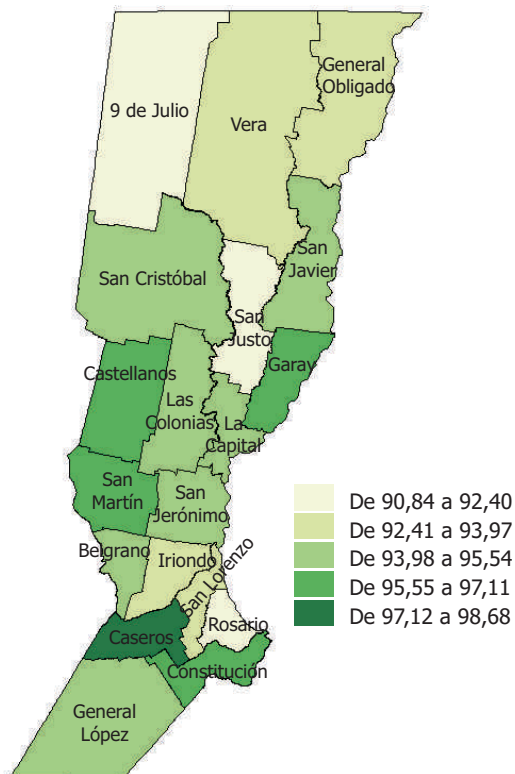 General
Obligado
9 de Julio
Vera
San
Javier
San Cristóbal
San
Justo
Castellanos
Garay
Las
Colonias
La
Capital
San
Martín
San
Jerónimo
Belgrano
Iriondo
San Lorenzo
Caseros
Rosario
Constitución
General
López
De 90,84 a 92,40
De 92,41 a 93,97
De 93,98 a 95,54
De 95,55 a 97,11
De 97,12 a 98,68